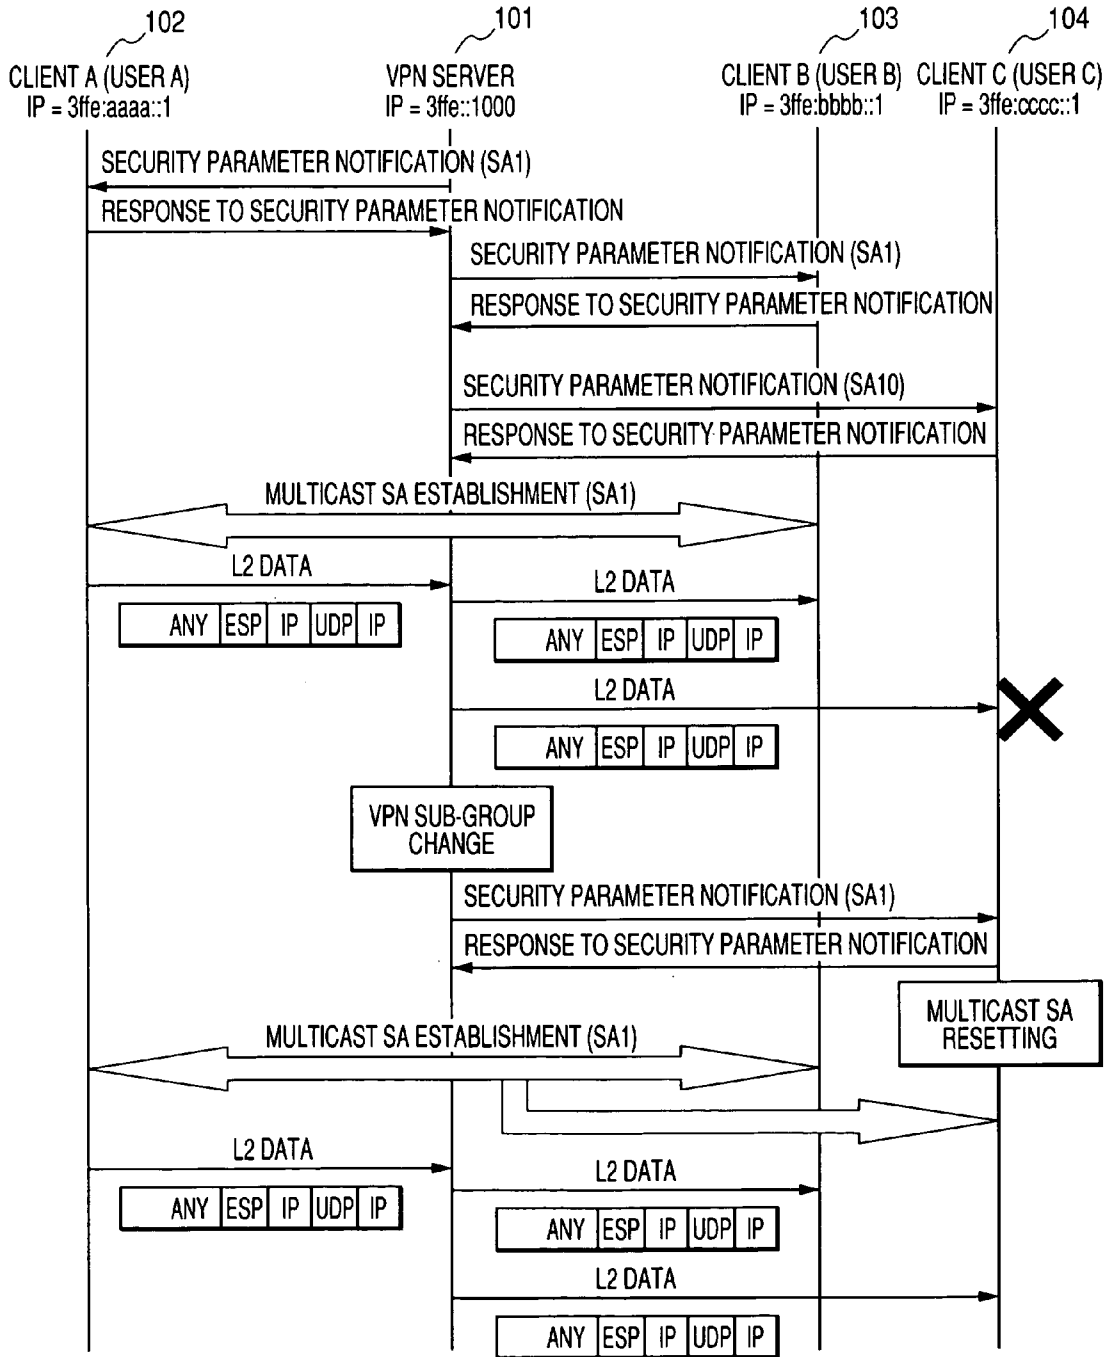 102
101
103
104
CLIENT A (USER A)
IP = 3ffe:aaaa::1
VPN SERVER
IP = 3ffe::1000
CLIENT B (USER B)
IP = 3ffe:bbbb::1
CLIENT C (USER C)
IP = 3ffe:cccc::1
SECURITY PARAMETER NOTIFICATION (SA1)
RESPONSE TO SECURITY PARAMETER NOTIFICATION
SECURITY PARAMETER NOTIFICATION (SA1)
RESPONSE TO SECURITY PARAMETER NOTIFICATION
SECURITY PARAMETER NOTIFICATION (SA10)
RESPONSE TO SECURITY PARAMETER NOTIFICATION
MULTICAST SA ESTABLISHMENT (SA1)
L2 DATA
L2 DATA
ANY ESP IP UDP IP
ANY ESP IP UDP IP
L2 DATA
ANY ESP IP UDP IP
VPN SUB-GROUP
CHANGE
SECURITY PARAMETER NOTIFICATION (SA1)
RESPONSE TO SECURITY PARAMETER NOTIFICATION
MULTICAST SA
RESETTING
MULTICAST SA ESTABLISHMENT (SA1)
L2 DATA
L2 DATA
ANY ESP IP UDP IP
ANY ESP IP UDP IP
L2 DATA
ANY ESP IP UDP IP